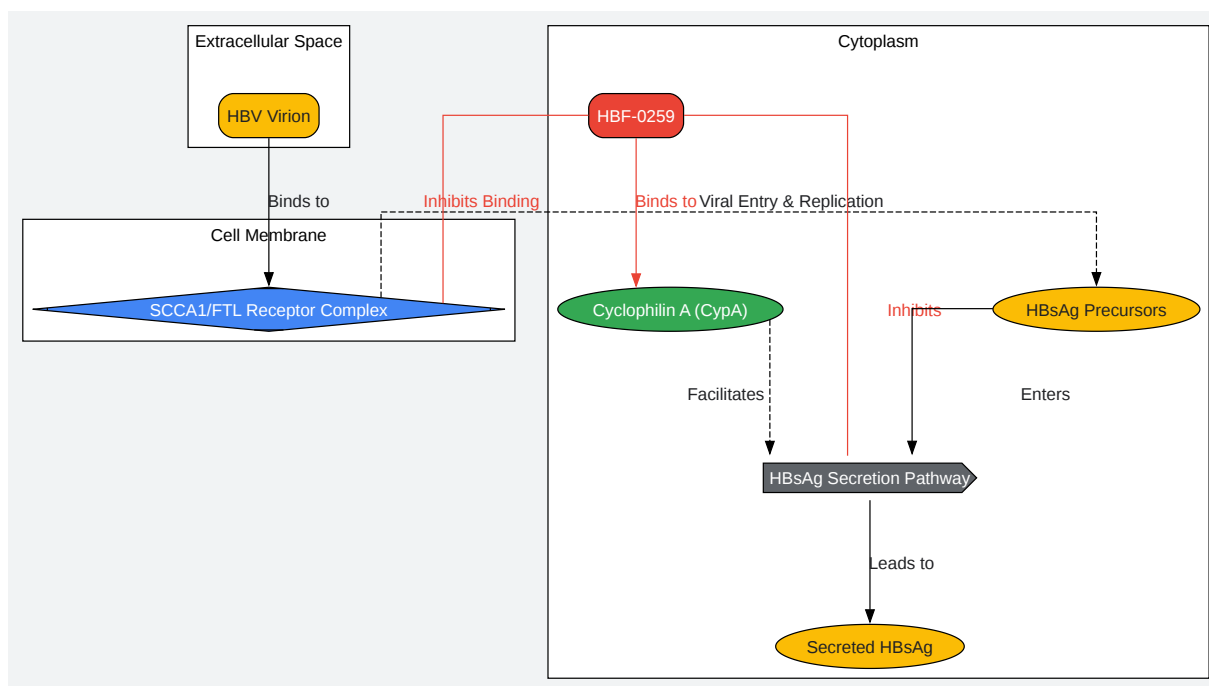 Extracellular Space
Cytoplasm
HBV Virion
HBF-0259
Binds to
Inhibits Binding
Binds to
Viral Entry & Replication
Cell Membrane
SCCA1/FTL Receptor Complex
Cyclophilin A (CypA)
Inhibits
HBsAg Precursors
Facilitates
Enters
HBsAg Secretion Pathway
Leads to
Secreted HBsAg